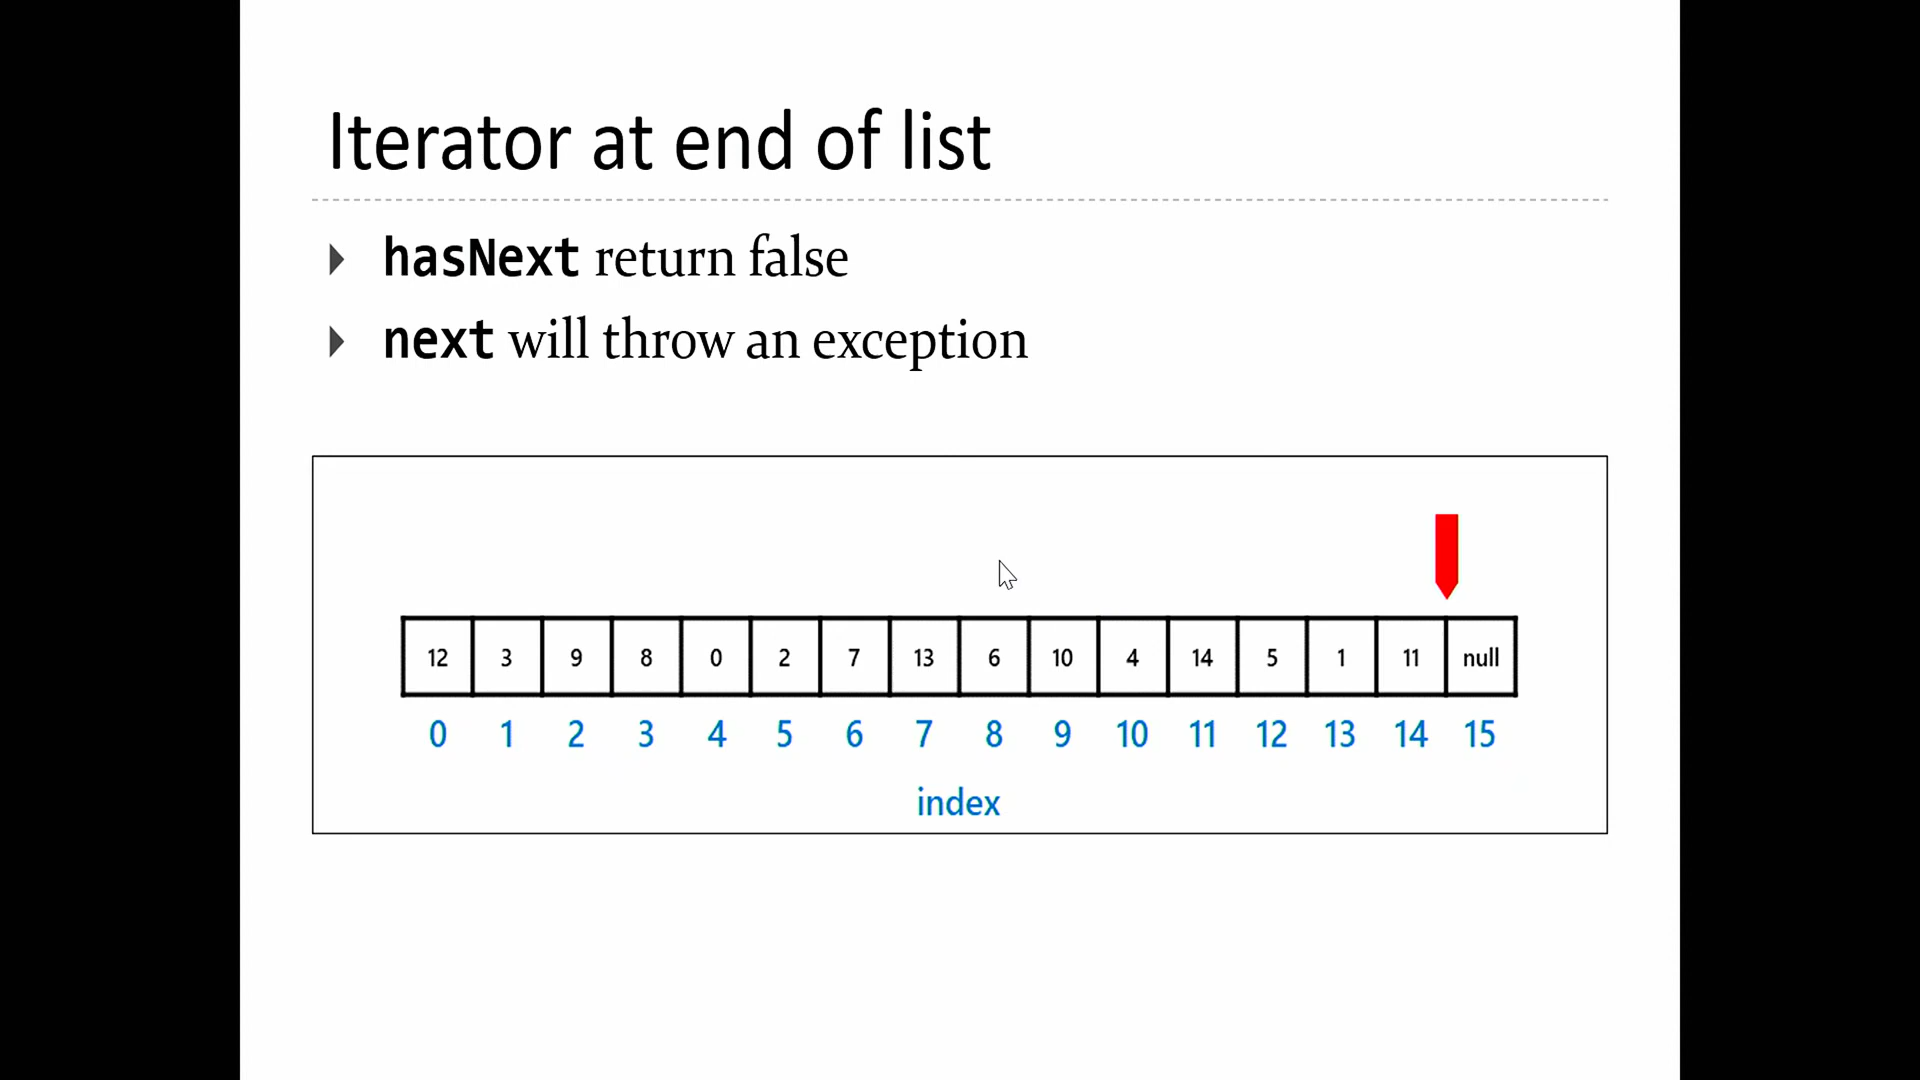 Iterator at end of list
hasNext return false
next will throw an exception
12 3 9 8 0 2 7 13 6 10 4 14 5 1 11 null
0 1 2 3 4 5 6 7 8 9 10 11 12 13 14 15
index